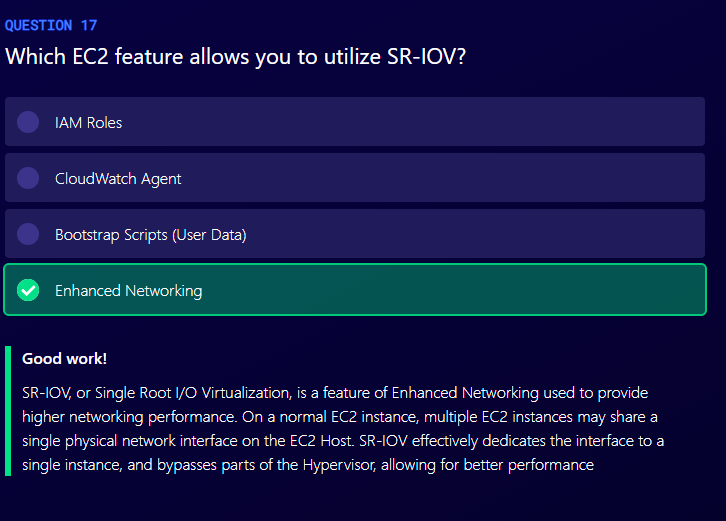 QUESTION 17
Which EC2 feature allows you to utilize SR-IOV?
IAM Roles
CloudWatch Agent
Bootstrap Scripts (User Data)
Enhanced Networking
Good work!
SR-IOV, or Single Root I/O Virtualization, is a feature of Enhanced Networking used to provide
higher networking performance. On a normal EC2 instance, multiple EC2 instances may share a
single physical network interface on the EC2 Host. SR-IOV effectively dedicates the interface to a
single instance, and bypasses parts of the Hypervisor, allowing for better performance